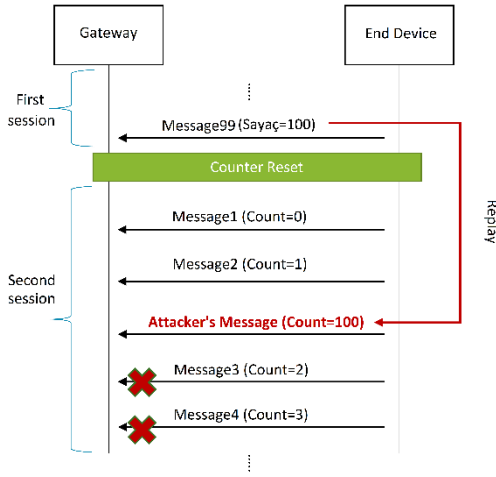 Gateway
End Device
First
session
Message99 (Sayaç=100)
Counter Reset
Replay
Message1 (Count=0)
Message2 (Count=1)
Second
session
Attacker's Message (Count=100)
Message3 (Count=2)
Message4 (Count=3)